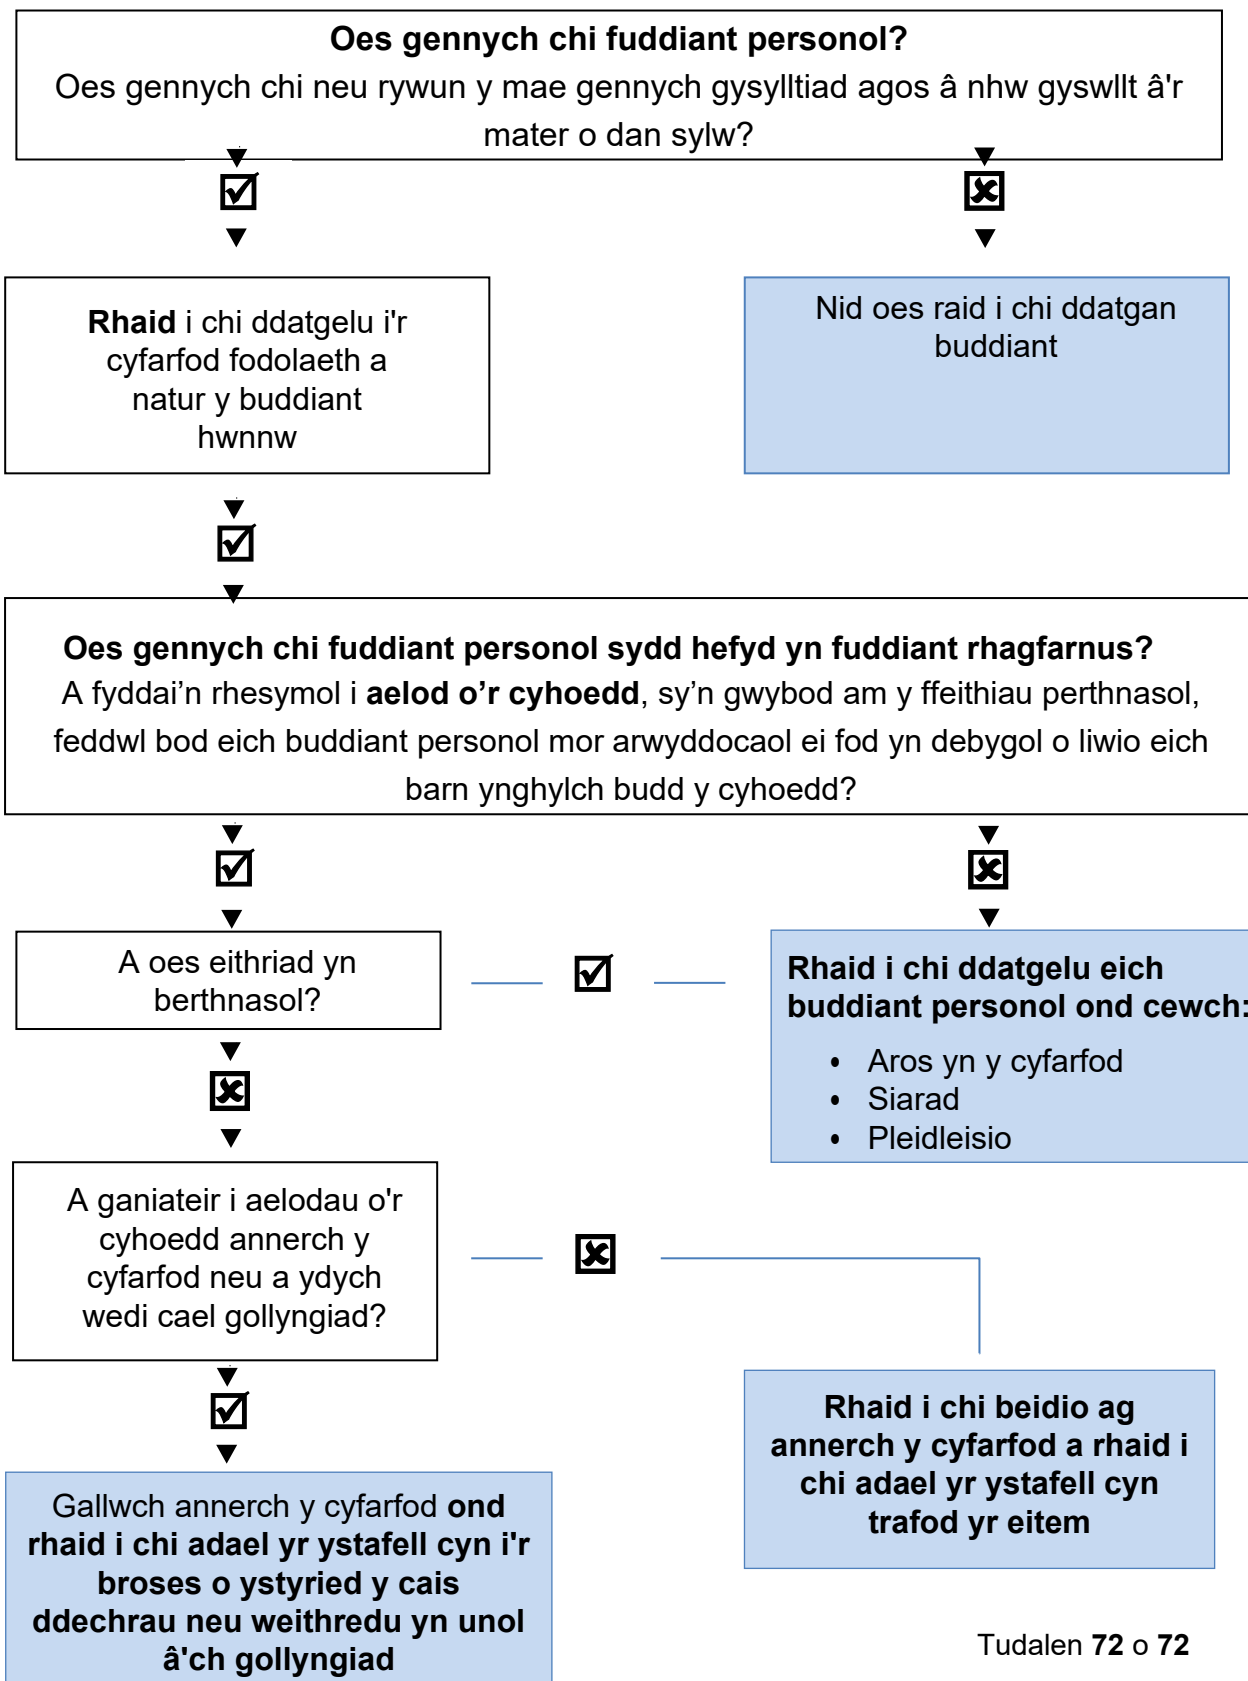 Oes gennych chi fuddiant personol?
Oes gennych chi neu rywun y mae gennych gysylltiad agos â nhw gyswllt â'r
mater o dan sylw?
Rhaid i chi ddatgelu i'r
cyfarfod fodolaeth a
natur y buddiant
hwnnw
Nid oes raid i chi ddatgan
buddiant
Oes gennych chi fuddiant personol sydd hefyd yn fuddiant rhagfarnus?
A fyddai’n rhesymol i aelod o’r cyhoedd, sy’n gwybod am y ffeithiau perthnasol,
feddwl bod eich buddiant personol mor arwyddocaol ei fod yn debygol o liwio eich
barn ynghylch budd y cyhoedd?
A oes eithriad yn
berthnasol?
Rhaid i chi ddatgelu eich
buddiant personol ond cewch:
• Aros yn y cyfarfod
• Siarad
• Pleidleisio
A ganiateir i aelodau o'r
cyhoedd annerch y
cyfarfod neu a ydych
wedi cael gollyngiad?
Rhaid i chi beidio ag
annerch y cyfarfod a rhaid i
chi adael yr ystafell cyn
trafod yr eitem
Gallwch annerch y cyfarfod ond
rhaid i chi adael yr ystafell cyn i'r
broses o ystyried y cais
ddechrau neu weithredu yn unol
â'ch gollyngiad
Tudalen 72 o 72